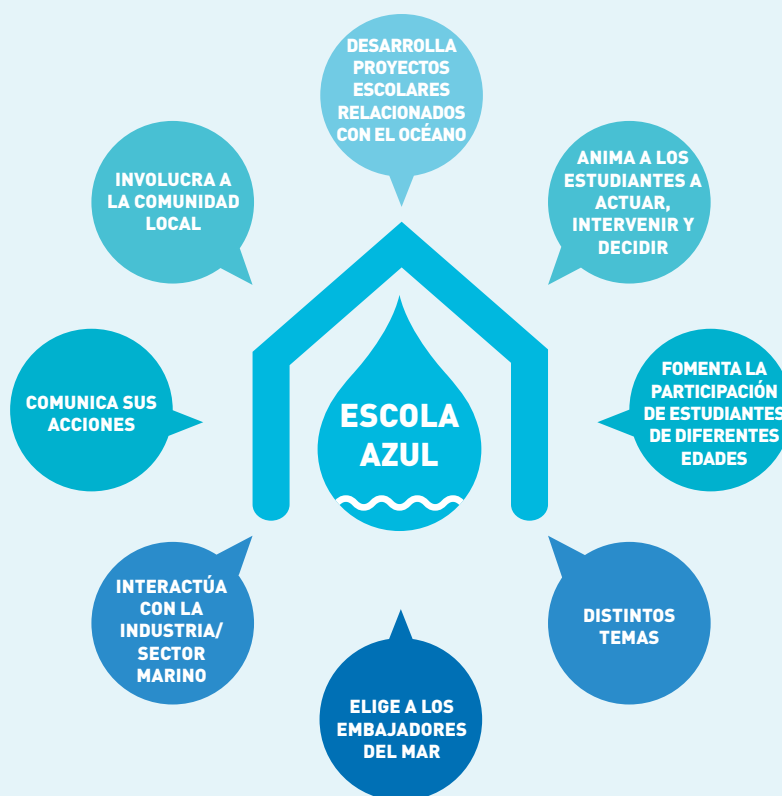 DESARROLLA
PROYECTOS
ESCOLARES
RELACIONADOS
CON EL OCÉANO
ANIMA A LOS
ESTUDIANTES A
ACTUAR,
INTERVENIR Y
DECIDIR
FOMENTA LA
PARTICIPACIÓN
DE ESTUDIANTES
DE DIFERENTES
EDADES
DISTINTOS
TEMAS
ELIGE A LOS
EMBAJADORES
DEL MAR
INTERACTÚA
CON LA
INDUSTRIA/
SECTOR
MARINO
COMUNICA SUS
ACCIONES
INVOLUCRA A
LA COMUNIDAD
LOCAL
ESCOLA
AZUL